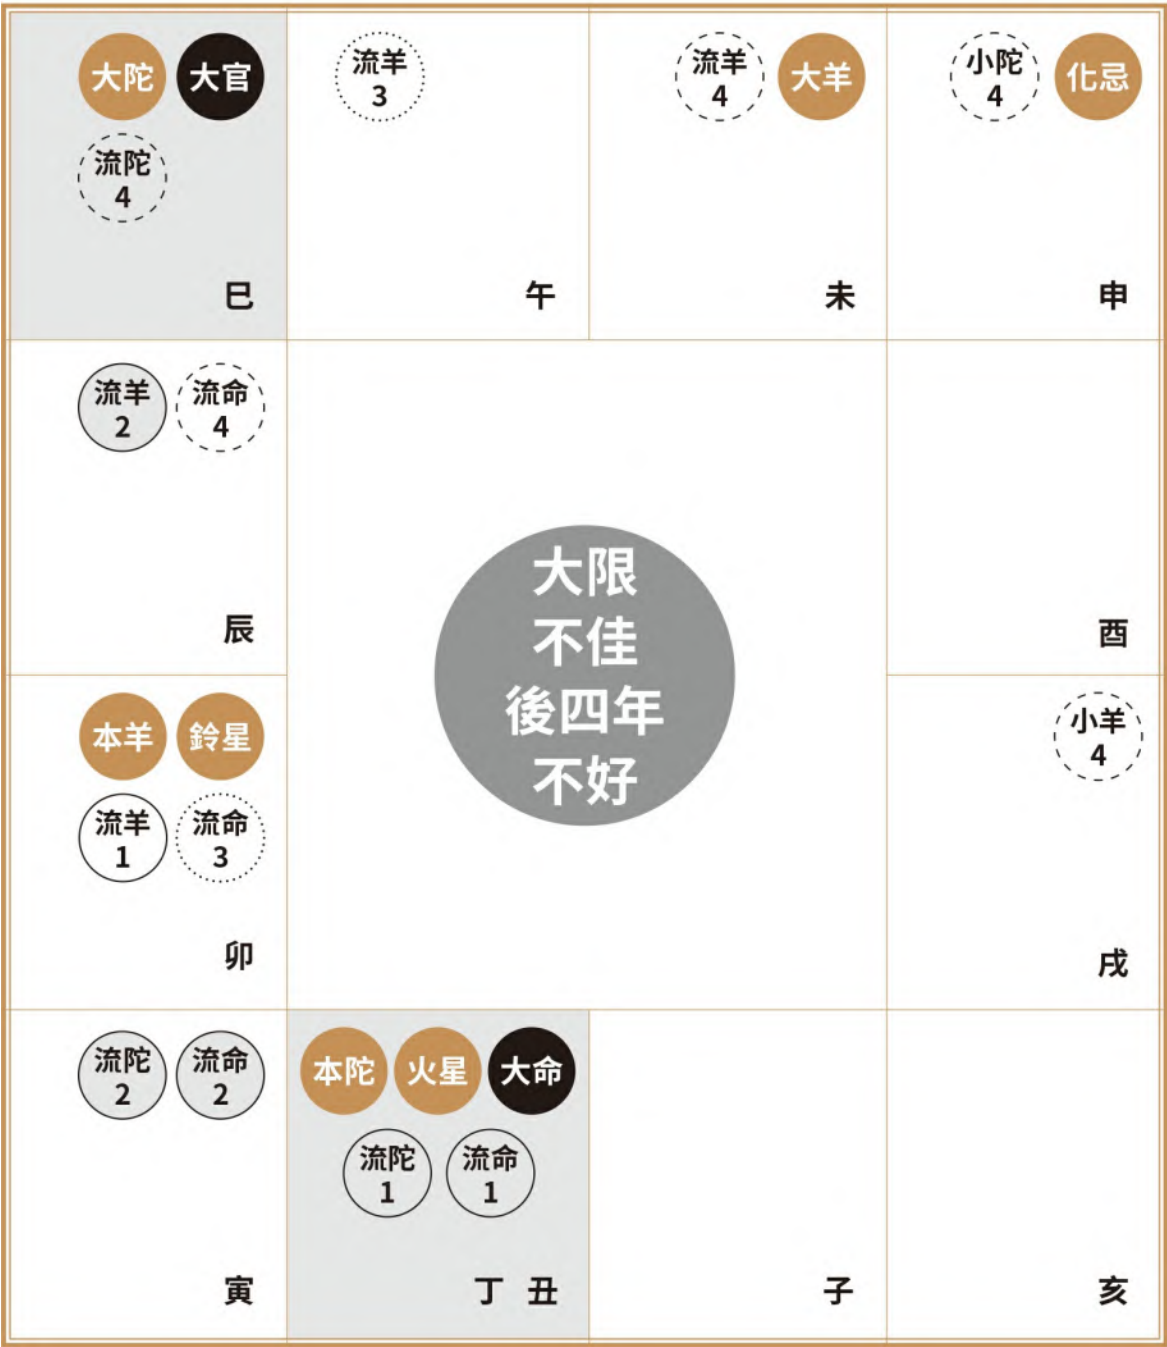 大陀 大官
流陀
4
巳
流羊
3
午
流羊
4
大羊
未
小陀
4
化忌
申
流羊
2
流命
4
辰
大限
不佳
後四年
不好
酉
本羊 鈴星
流羊
1
流命
3
卯
小羊
4
戌
流陀
2
流命
2
寅
本陀 火星 大命
流陀
1
流命
1
丁 丑
子
亥